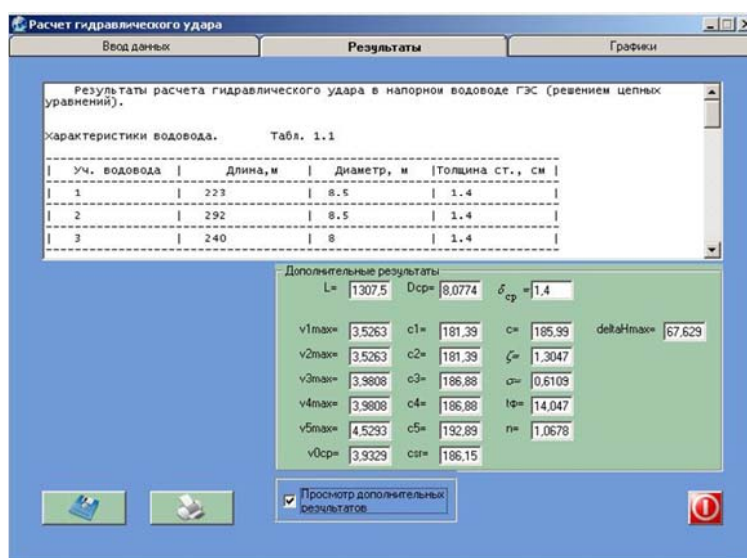 Расчет гидравлического удара
Ввод данных Результаты Графики
Результаты расчета гидравлического удара в напорном водоводе ГЭС (решением цепных
уравнений).
Характеристики водовода. Табл. 1.1
| Уч. водовода | Длина,м | Диаметр, м |Толщина ст., см |
| 1 | 223 | 8.5 | 1.4 |
| 2 | 292 | 8.5 | 1.4 |
| 3 | 240 | 8 | 1.4 |
Дополнительные результаты
L= 1307,5 Dcp= 8,0774 δcp = 1,4
v1max= 3,5263 c1= 181,39 c= 185,99 deltaHmax= 67,629
v2max= 3,5263 c2= 181,39 ζ= 1,3047
v3max= 3,9808 c3= 186,88 σ= 0,6109
v4max= 3,9808 c4= 186,88 tФ= 14,047
v5max= 4,5293 c5= 192,89 n= 1,0678
v0cp= 3,9329 csr= 186,15
Просмотр дополнительных
результатов